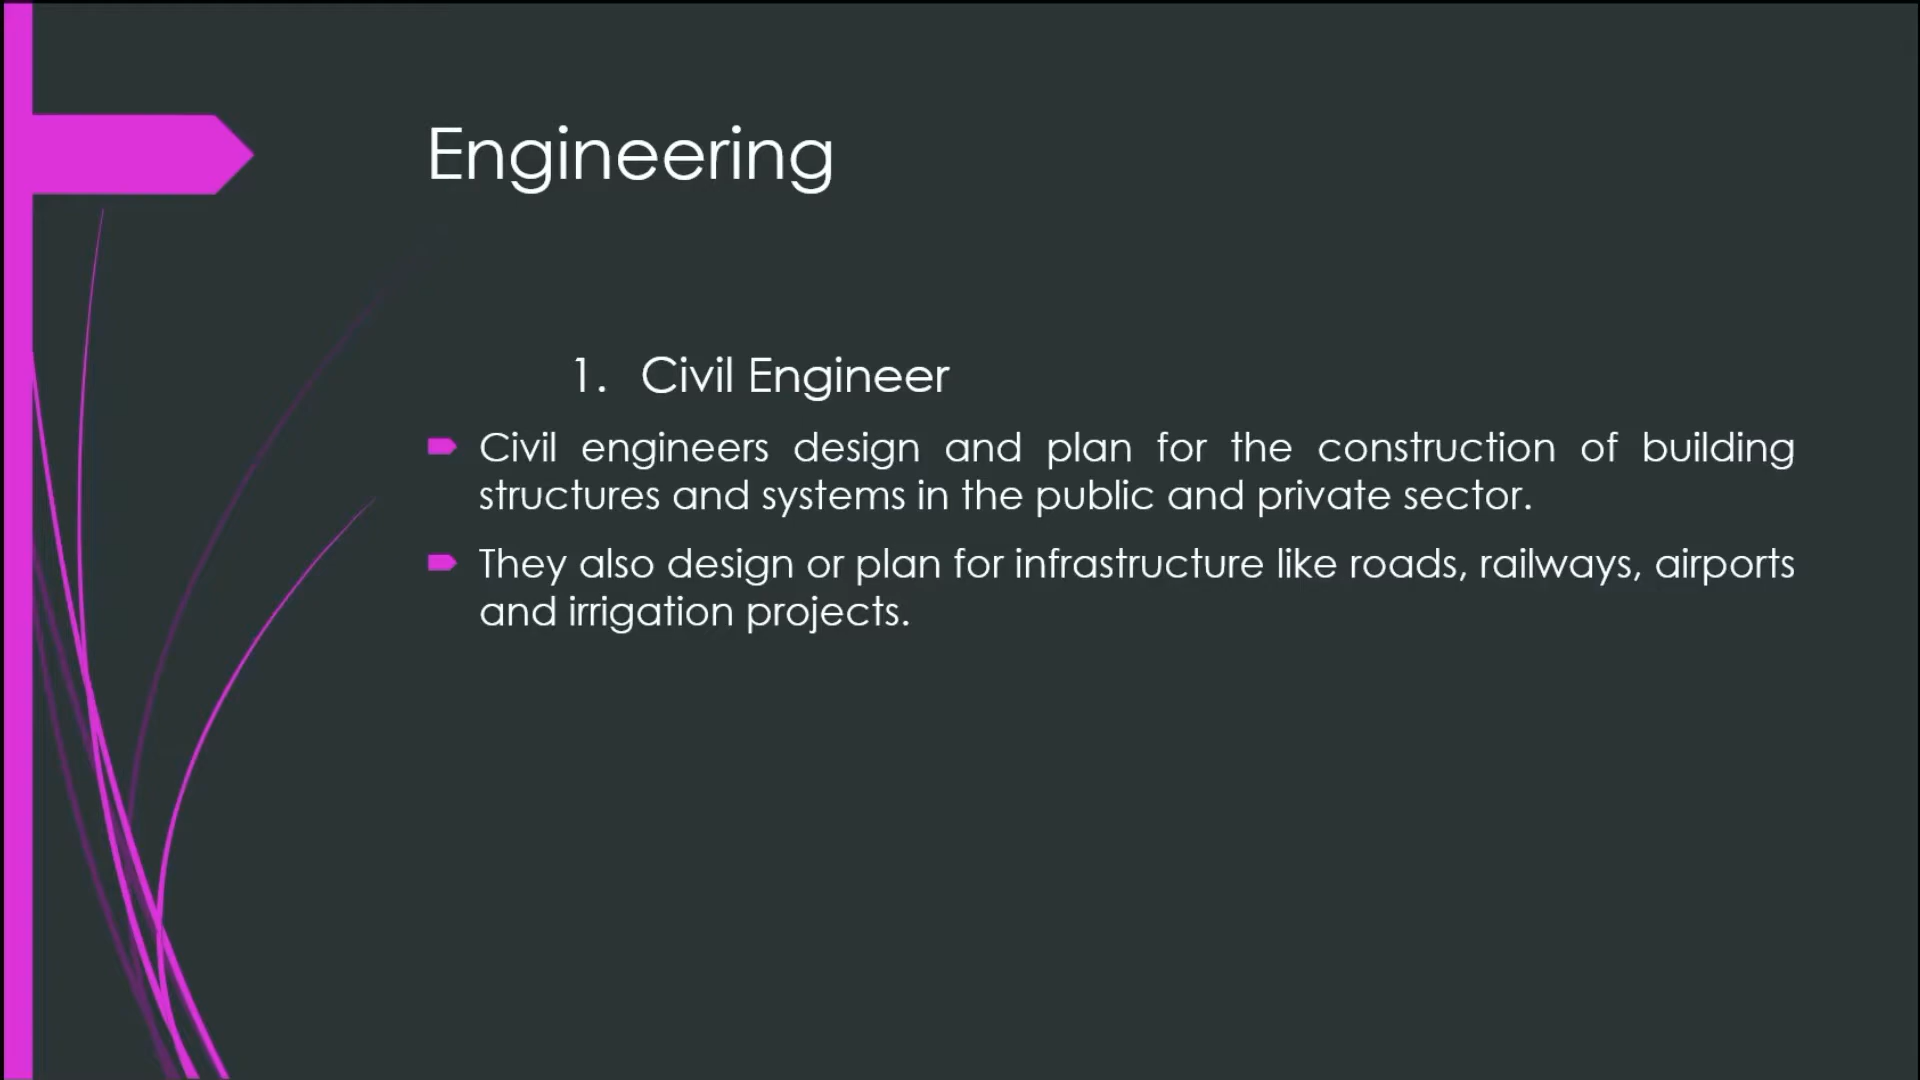 Engineering
1. Civil Engineer
Civil engineers design and plan for the construction of building
structures and systems in the public and private sector.
They also design or plan for infrastructure like roads, railways, airports
and irrigation projects.